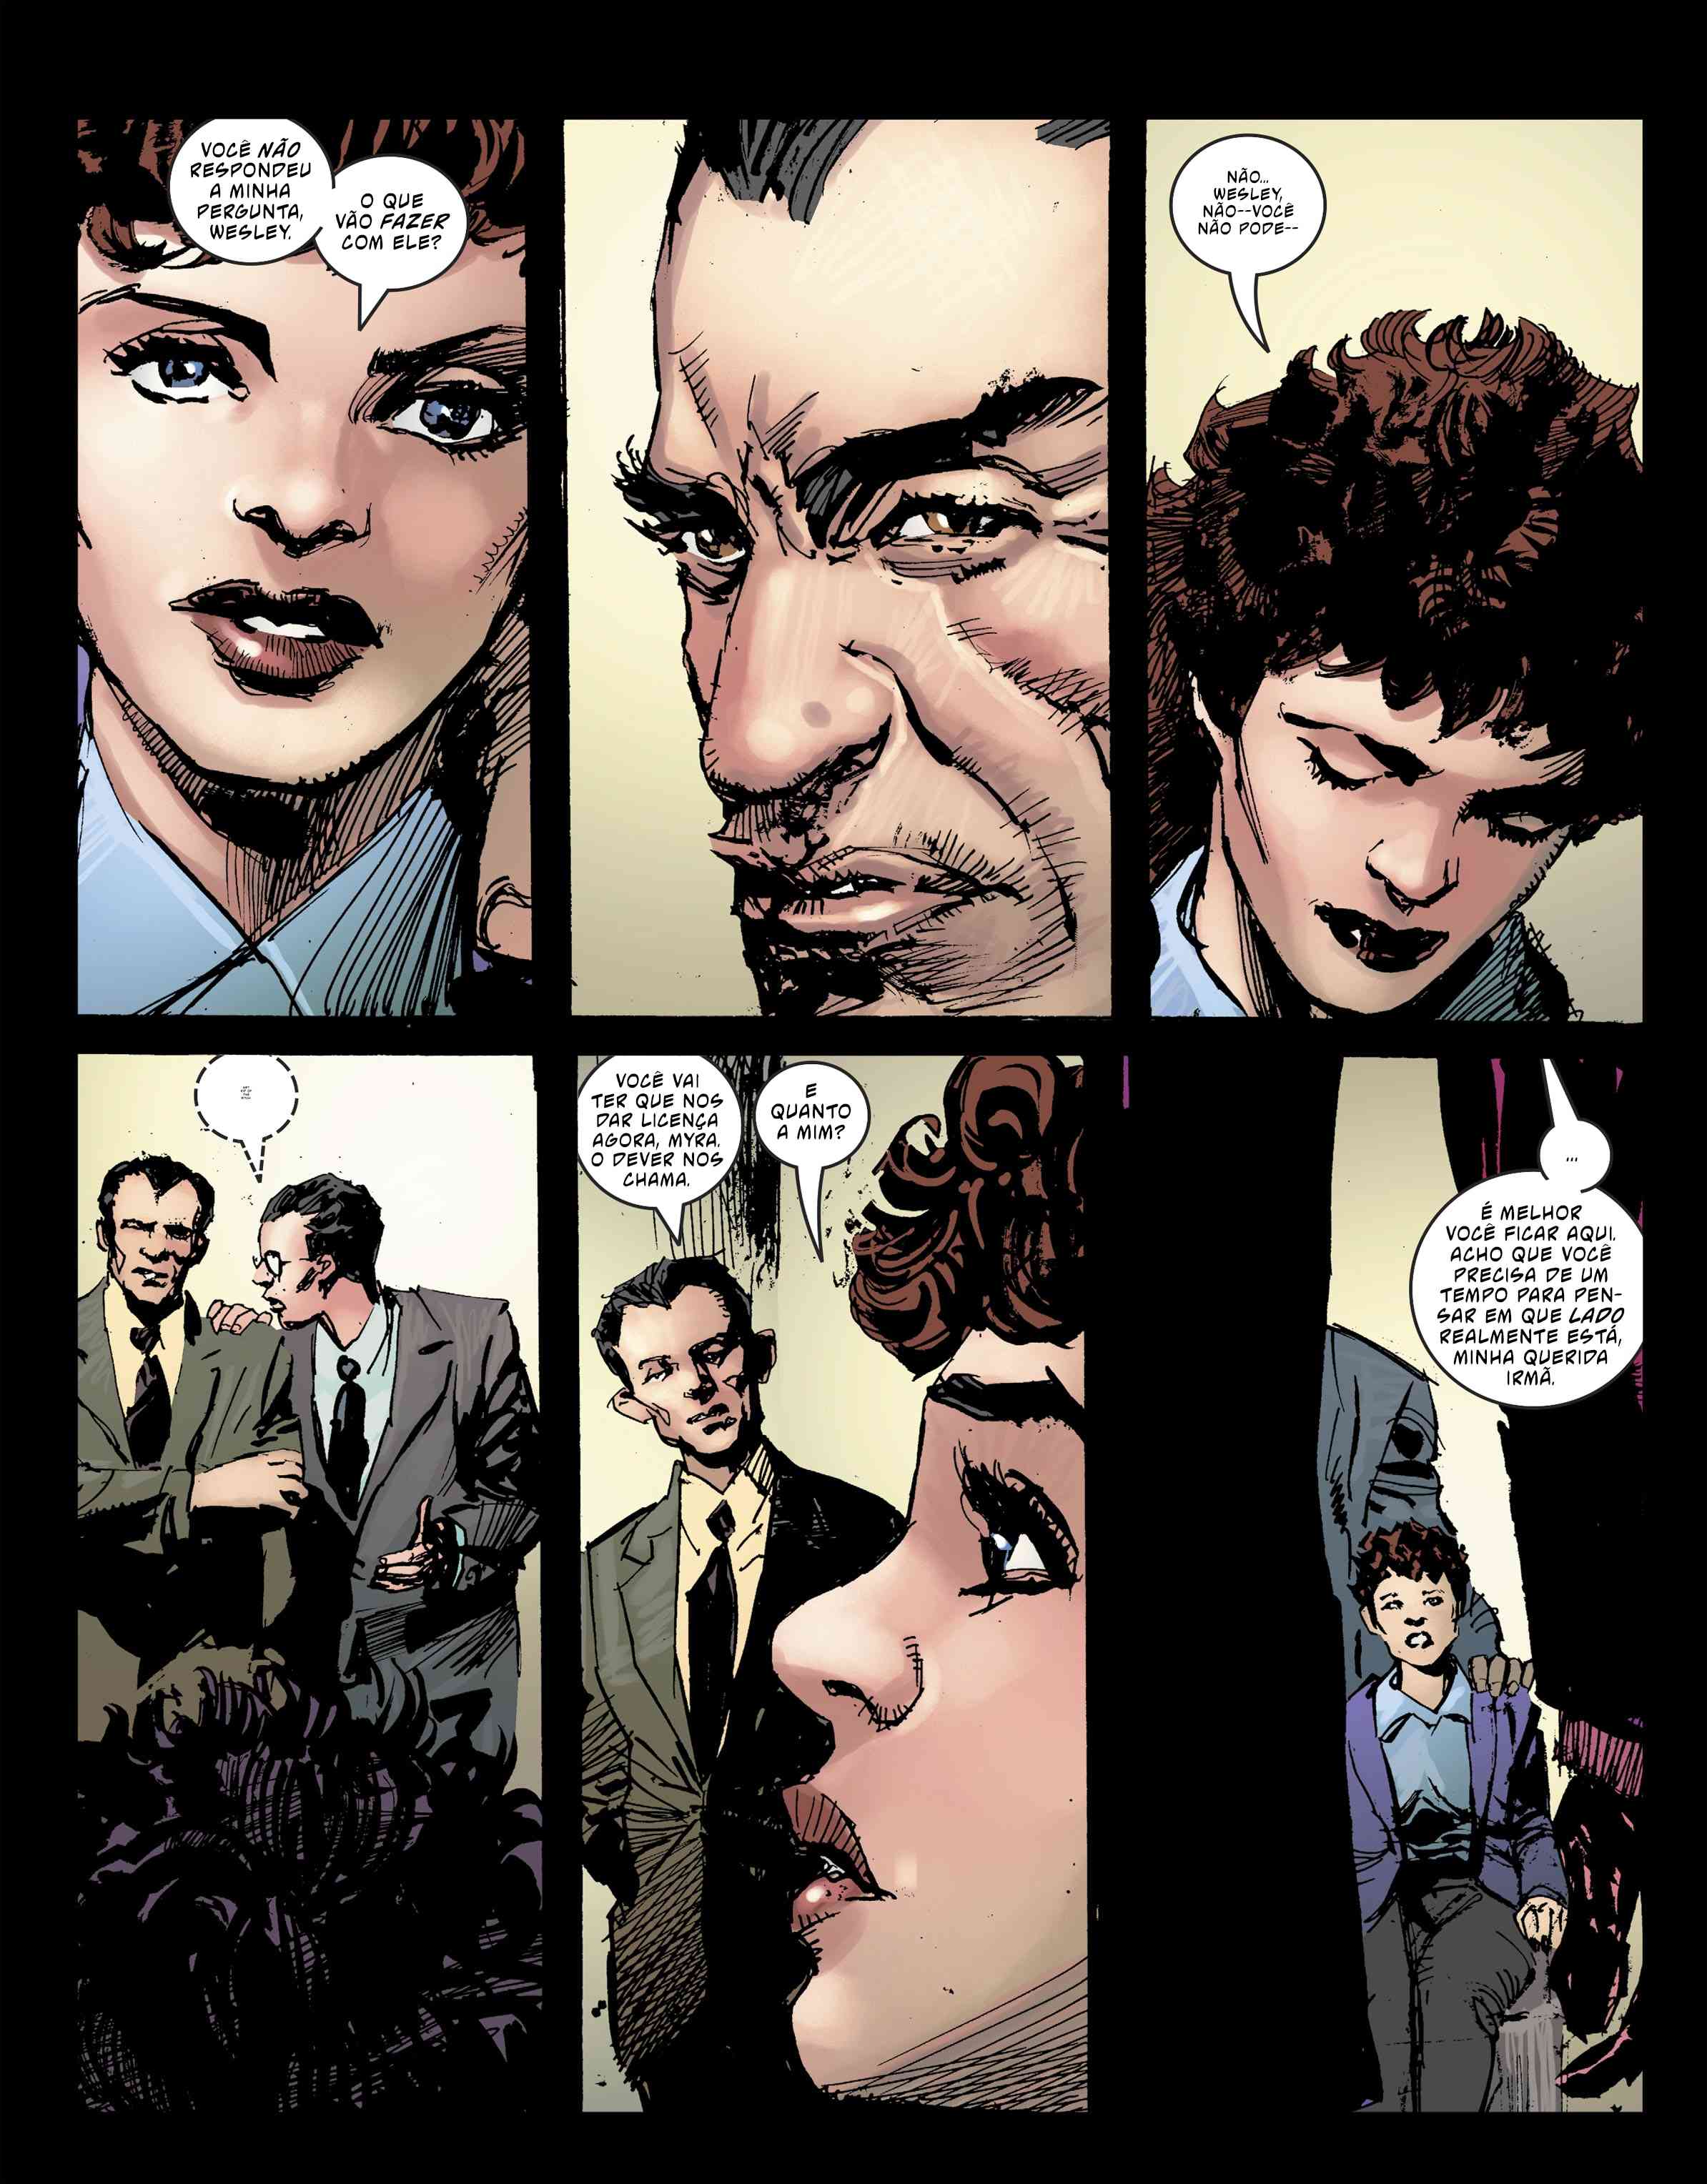 VOCÊ NÃO
RESPONDEU
A MINHA
PERGUNTA,
WESLEY.
O QUE
VÃO FAZER
COM ELE?
NÃO...
WESLEY,
NÃO--VOCÊ
NÃO PODE--
VOCÊ VAI
TER QUE NOS
DAR LICENÇA
AGORA, MYRA.
O DEVER NOS
CHAMA.
E
QUANTO
A MIM?
...
É MELHOR
VOCÊ FICAR AQUI.
ACHO QUE VOCÊ
PRECISA DE UM
TEMPO PARA PEN-
SAR EM QUE LADO
REALMENTE ESTÁ,
MINHA QUERIDA
IRMÃ.